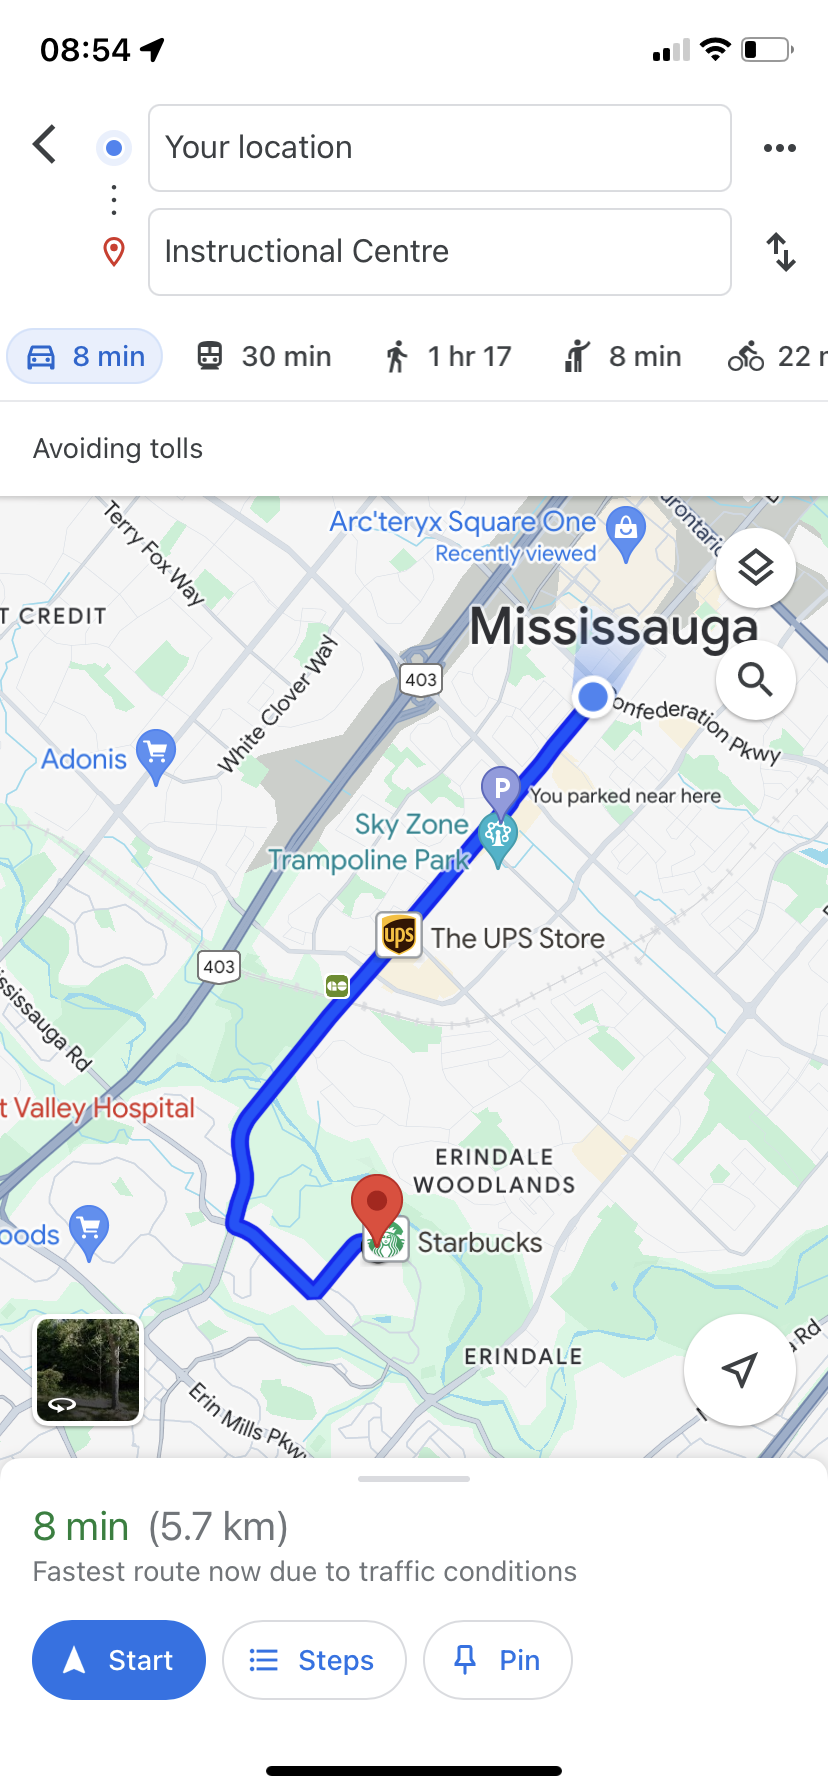 08:54
Your location
Instructional Centre
8 min
30 min
1 hr 17
8 min
22
Avoiding tolls
Terry Fox Way
Arc'teryx Square One
Recently viewed
T CREDIT
Mississauga
403
White Clover Way
Confederation Pkwy
Adonis
P
You parked near here
Sky Zone
Trampoline Park
ups
The UPS Store
403
GO
ssissauga Rd
t Valley Hospital
ERINDALE
WOODLANDS
oods
Starbucks
Rd
ERINDALE
Erin Mills Pkwy
8 min (5.7 km)
Fastest route now due to traffic conditions
Start
Steps
Pin